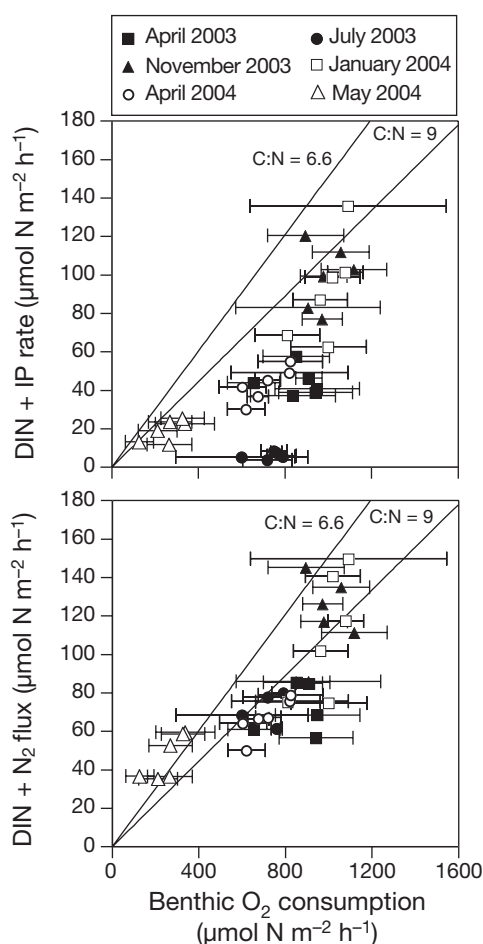 April 2003
July 2003
November 2003
January 2004
April 2004
May 2004
180
160
140
120
100
80
60
40
20
0
DIN + IP rate (µmol N m–2 h–1)
C:N = 6.6
C:N = 9
180
160
140
120
100
80
60
40
20
0
DIN + N2 flux (µmol N m–2 h–1)
C:N = 6.6
C:N = 9
0
400
800
1200
1600
Benthic O2 consumption
(µmol N m–2 h–1)